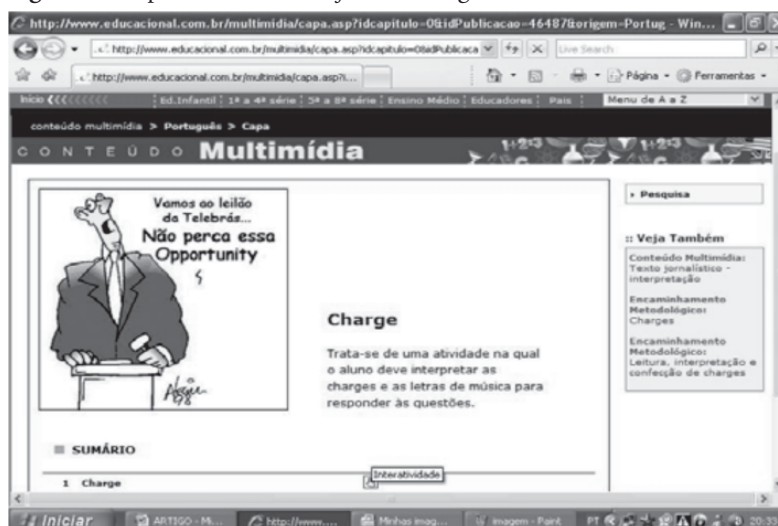 http://www.educacional.com.br/multimidia/capa.asp?idcapitulo=0&idPublicacao=46487&origem=Portug - Win...
http://www.educacional.com.br/multimidia/capa.asp?idcapitulo=0&idPublica
Live Search
http://www.educacional.com.br/multimidia/capa.asp?i...
Página
Ferramentas
Início
Ed.Infantil
1ª a 4ª série
5ª a 8ª série
Ensino Médio
Educadores
Pais
Menu de A a Z
conteúdo multimídia > Português > Capa
CONTEÚDO Multimídia
Vamos ao leilão
da Telebrás...
Não perca essa
Opportunity
Charge
Trata-se de uma atividade na qual
o aluno deve interpretar as
charges e as letras de música para
responder às questões.
Pesquisa
:: Veja Também
Conteúdo Multimídia:
Texto jornalístico -
interpretação
Encaminhamento
Metodológico:
Charges
Encaminhamento
Metodológico:
Leitura, interpretação e
confecção de charges
SUMÁRIO
1 Charge
Interatividade
Iniciar
ARTIGO - Mi...
http://www....
Minhas imag...
imagem - Paint
PT